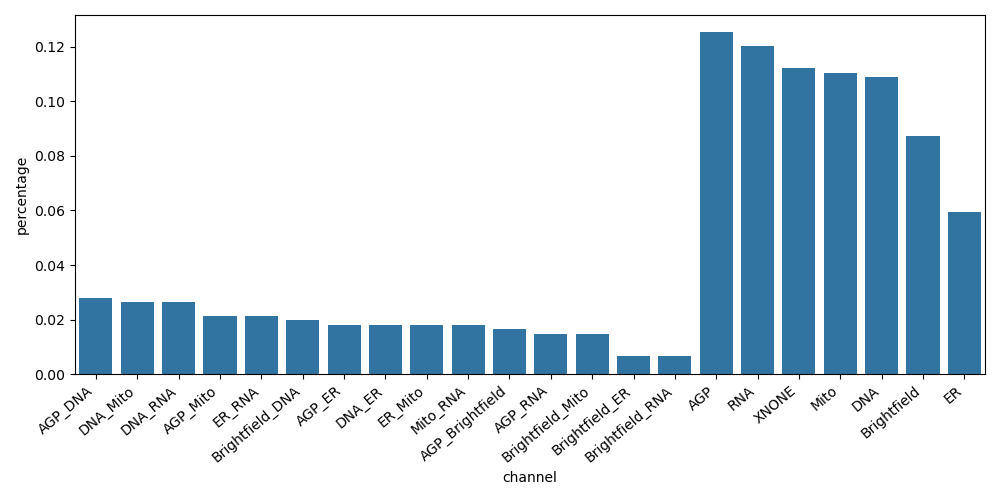 percentage
0.12
0.10
0.08
0.06
0.04
0.02
0.00
AGP_DNA
DNA_Mito
DNA_RNA
AGP_Mito
ER_RNA
Brightfield_DNA
AGP_ER
DNA_ER
ER_Mito
Mito_RNA
AGP_Brightfield
AGP_RNA
Brightfield_Mito
Brightfield_ER
Brightfield_RNA
AGP
RNA
XNONE
Mito
DNA
Brightfield
ER
channel